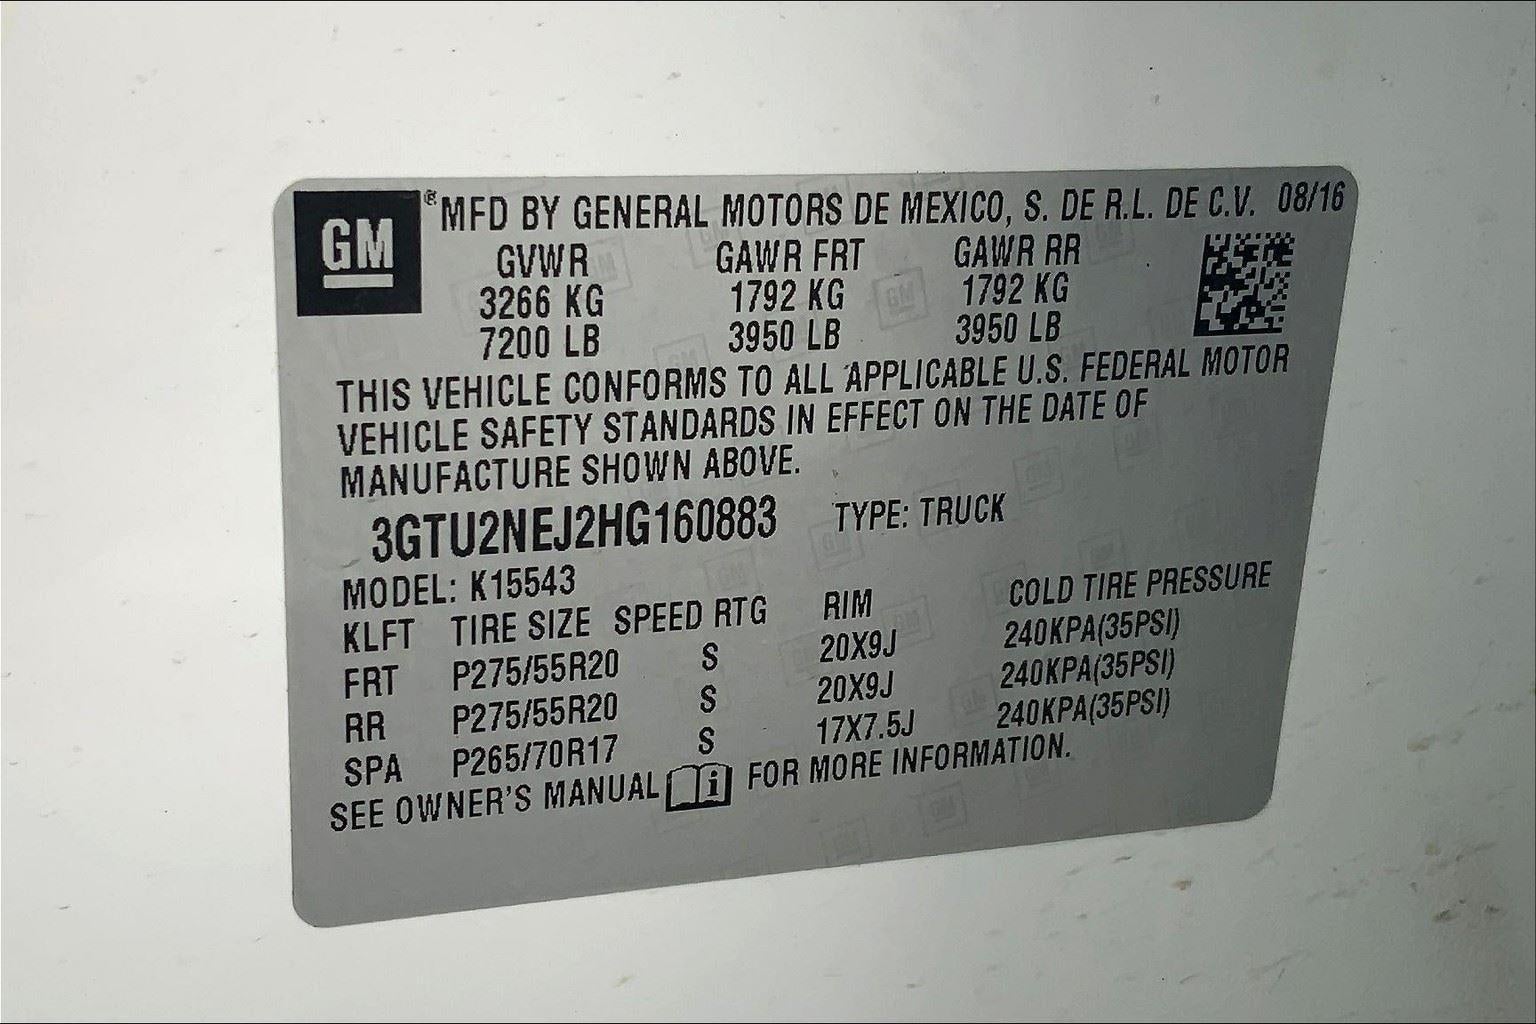 GM
® MFD BY GENERAL MOTORS DE MEXICO, S. DE R.L. DE C.V. 08/16
GVWR GAWR FRT GAWR RR
3266 KG 1792 KG 1792 KG
7200 LB 3950 LB 3950 LB
THIS VEHICLE CONFORMS TO ALL APPLICABLE U.S. FEDERAL MOTOR
VEHICLE SAFETY STANDARDS IN EFFECT ON THE DATE OF
MANUFACTURE SHOWN ABOVE.
3GTU2NEJ2HG160883 TYPE: TRUCK
MODEL: K15543
KLFT TIRE SIZE SPEED RTG RIM COLD TIRE PRESSURE
FRT P275/55R20 S 20X9J 240KPA(35PSI)
RR P275/55R20 S 20X9J 240KPA(35PSI)
SPA P265/70R17 S 17X7.5J 240KPA(35PSI)
SEE OWNER'S MANUAL i FOR MORE INFORMATION.